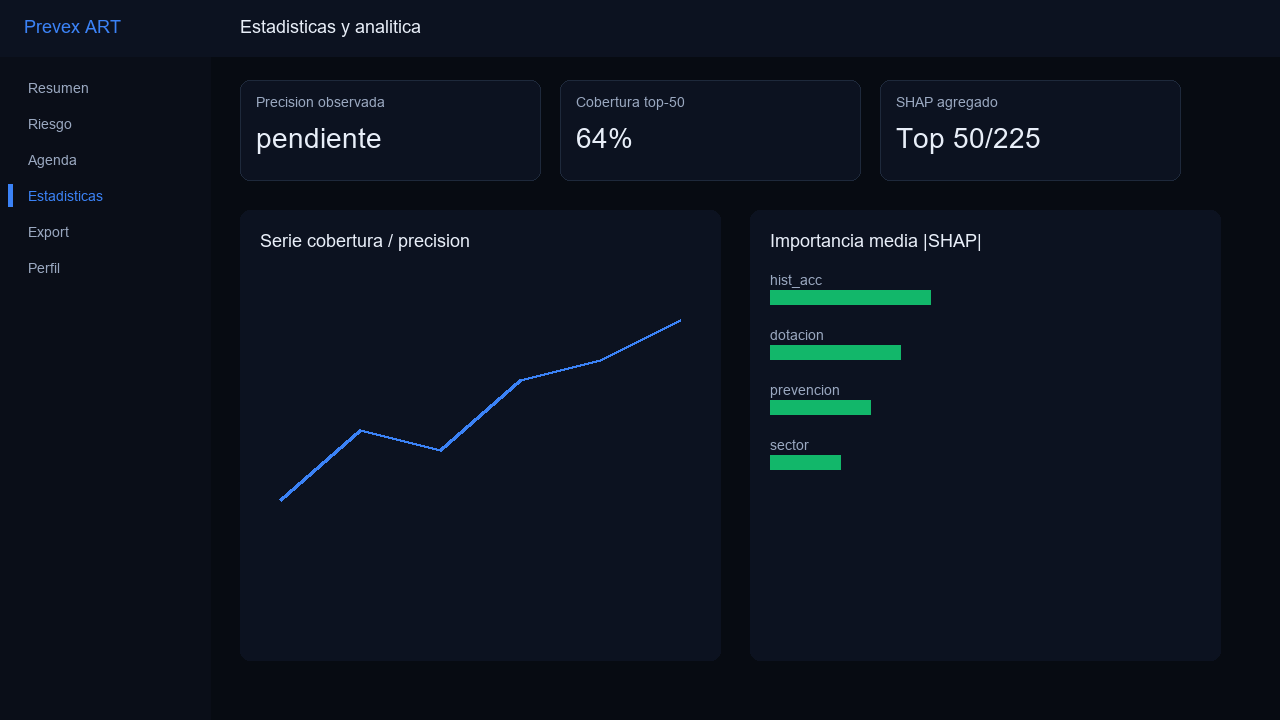 Prevex ART
Estadisticas y analitica
Resumen
Riesgo
Agenda
Estadisticas
Export
Perfil
Precision observada
pendiente
Cobertura top-50
64%
SHAP agregado
Top 50/225
Serie cobertura / precision
Importancia media |SHAP|
hist_acc
dotacion
prevencion
sector